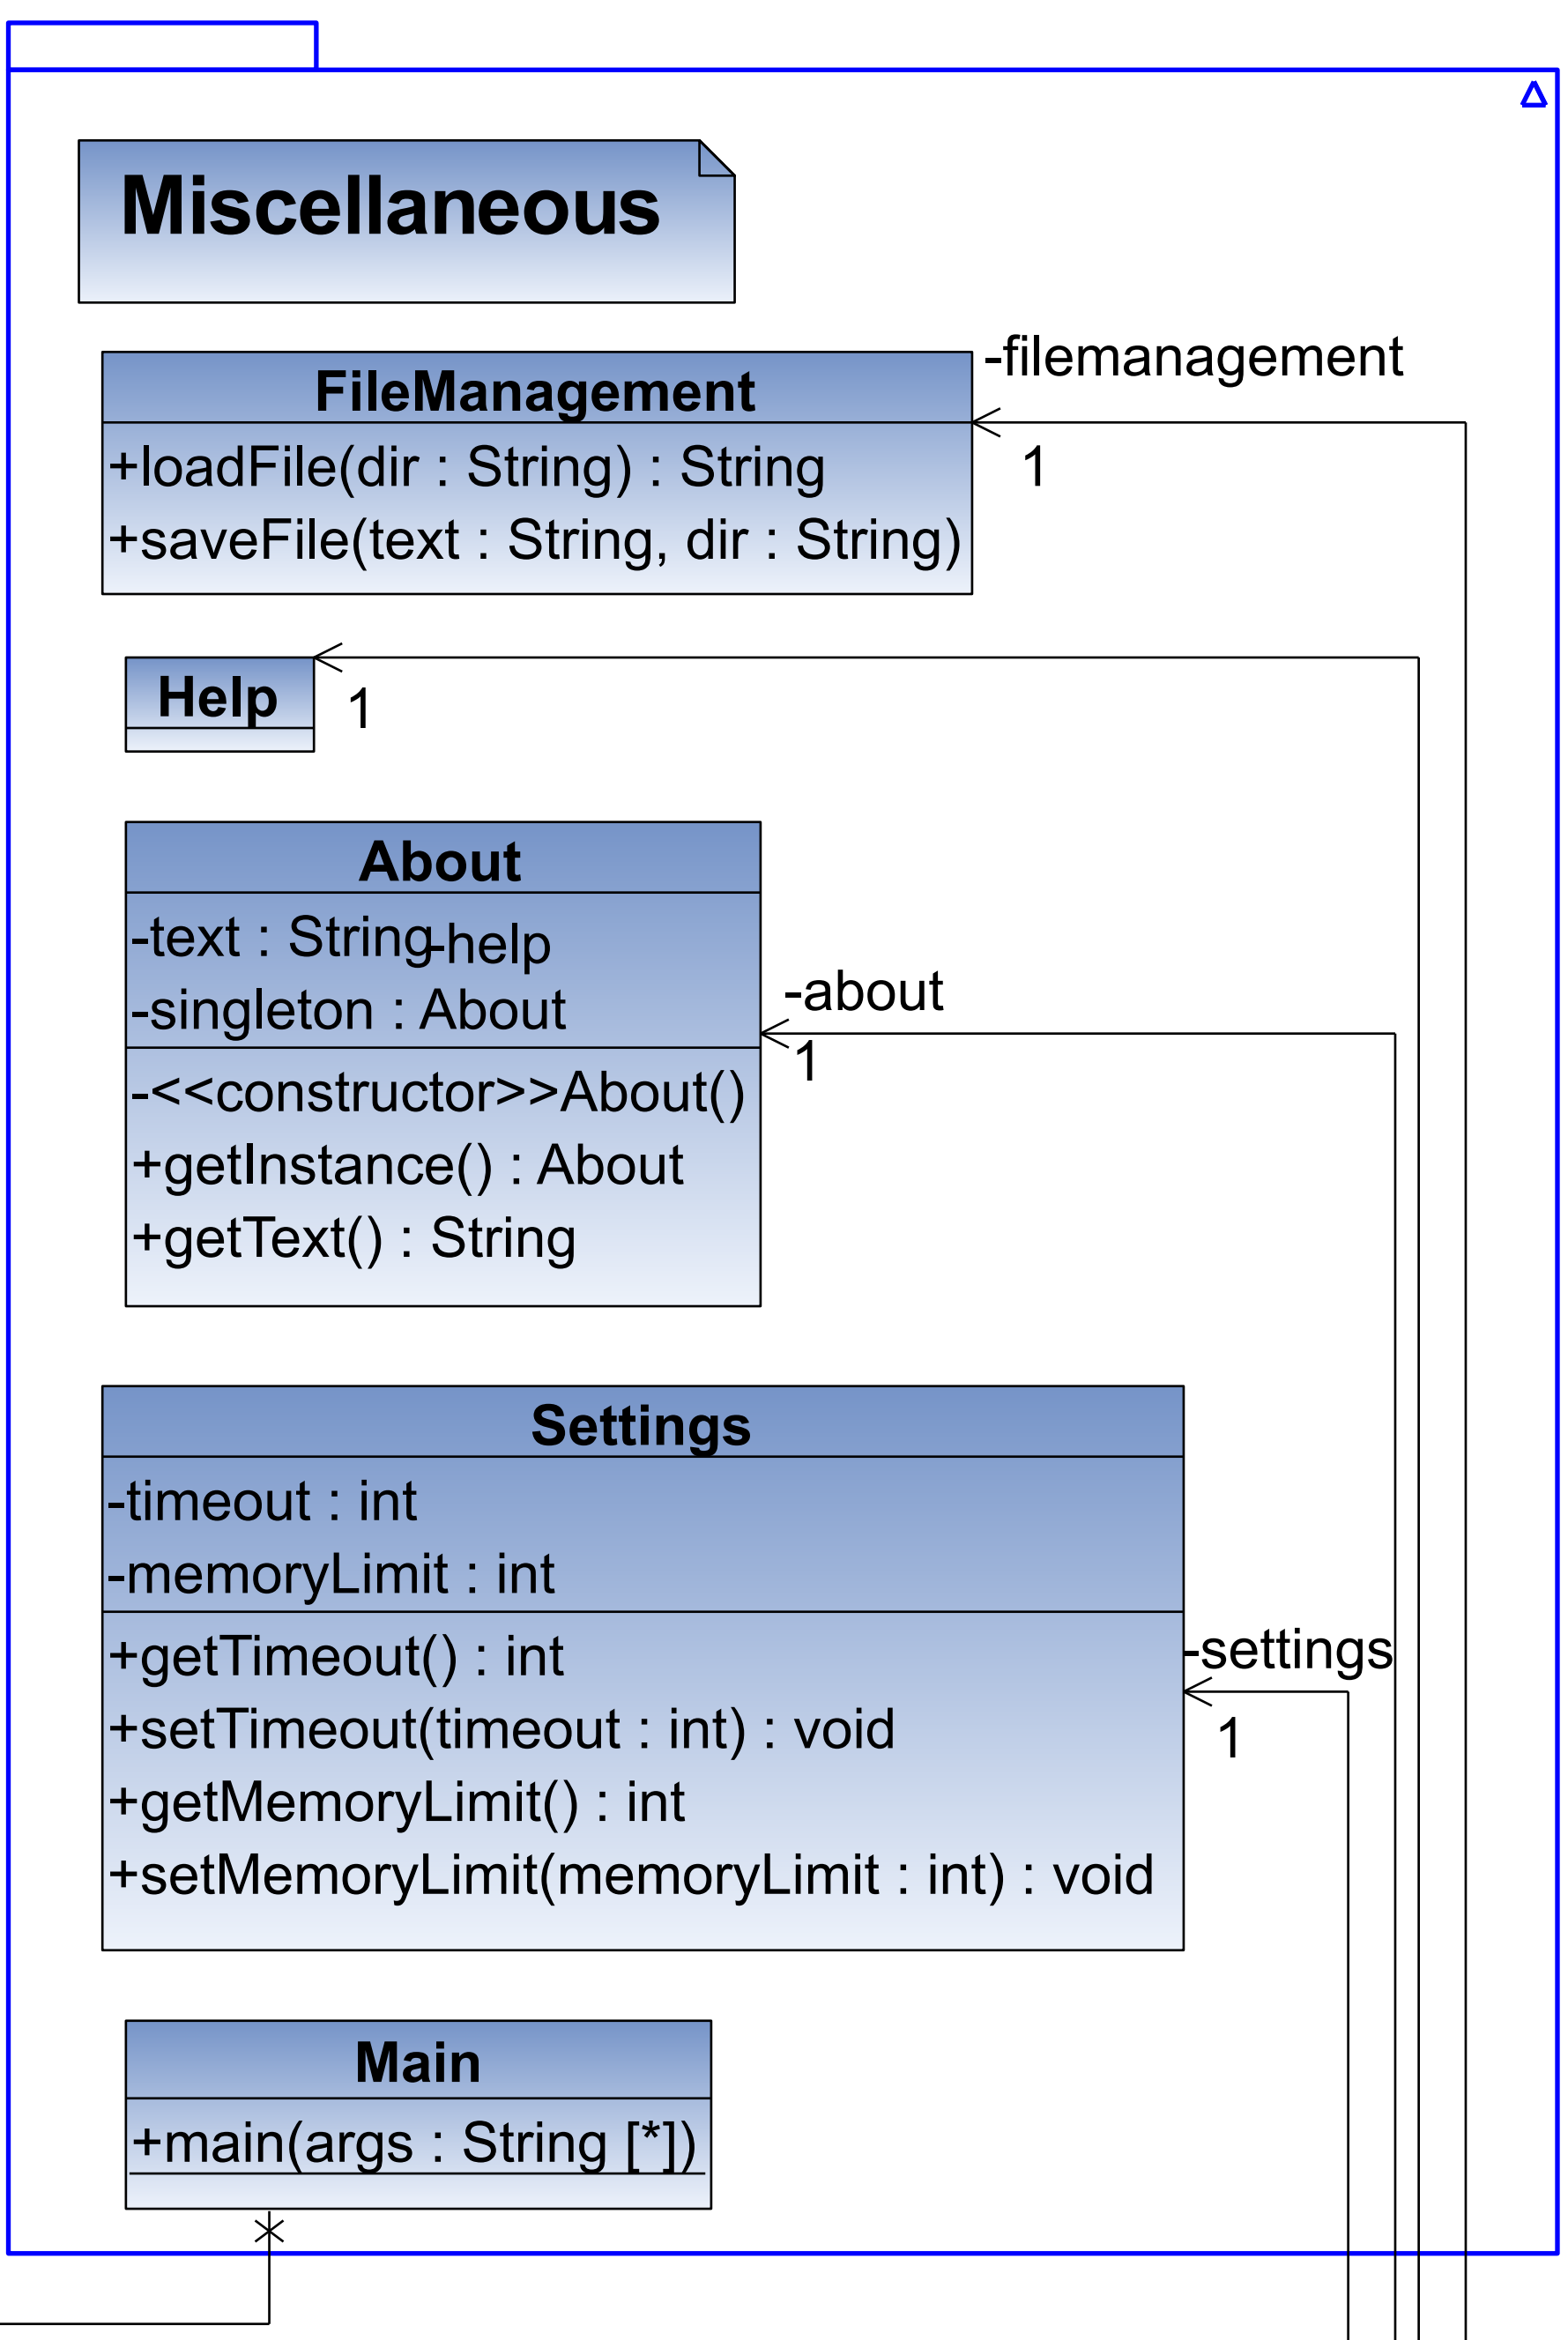 Miscellaneous
FileManagement
-filemanagement
+loadFile(dir : String) : String
1
+saveFile(text : String, dir : String)
Help
1
About
-text : String
-help
-singleton : About
-about
1
-<<constructor>>About()
+getInstance() : About
+getText() : String
Settings
-timeout : int
-memoryLimit : int
+getTimeout() : int
-settings
+setTimeout(timeout : int) : void
1
+getMemoryLimit() : int
+setMemoryLimit(memoryLimit : int) : void
Main
+main(args : String [*])